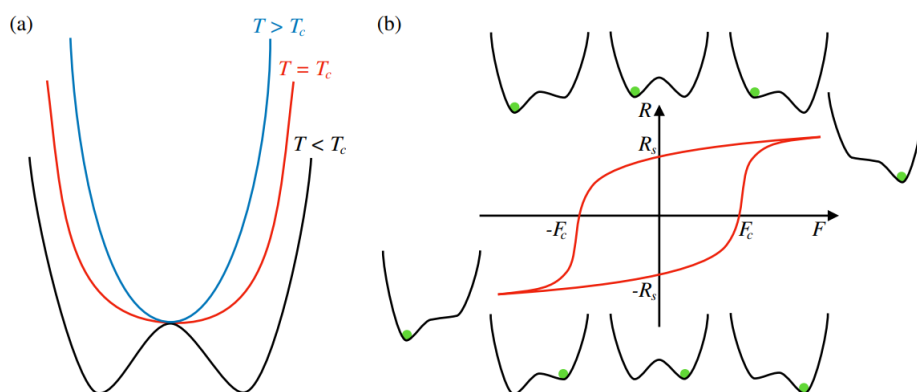 (a)
T > Tc
T = Tc
T < Tc
(b)
R
Rs
-Fc
Fc
F
-Rs